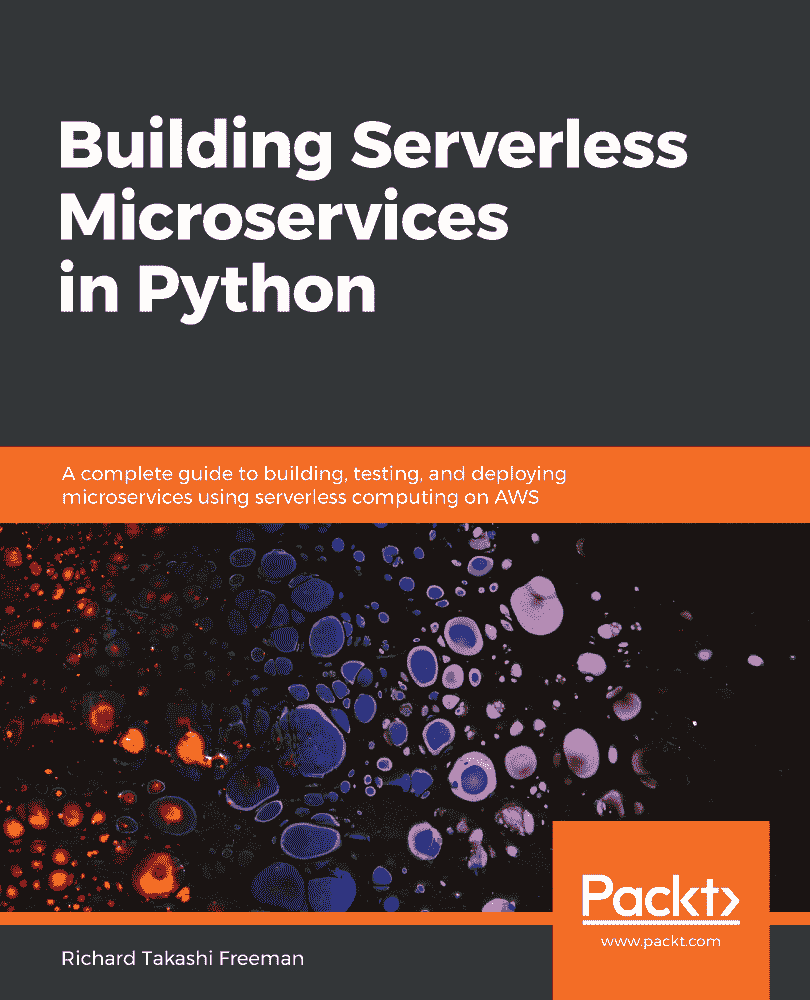 Building Serverless
Microservices
in Python
A complete guide to building, testing, and deploying
microservices using serverless computing on AWS
Packt>
www.packt.com
Richard Takashi Freeman